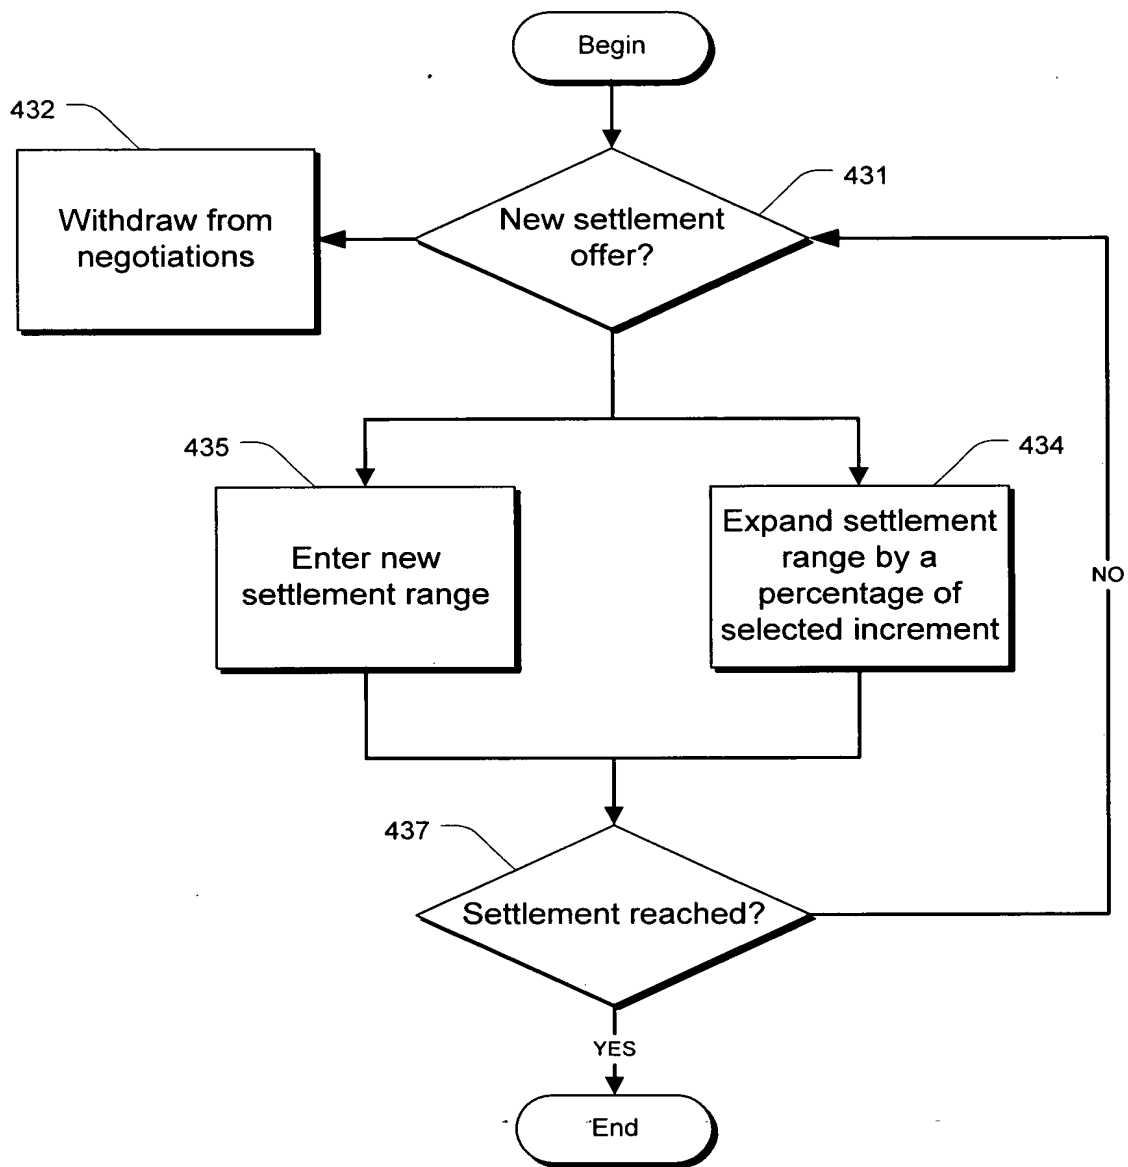 Begin
432
431
Withdraw from
negotiations
New settlement
offer?
435
434
Enter new
settlement range
Expand settlement
range by a
percentage of
selected increment
NO
437
Settlement reached?
YES
End